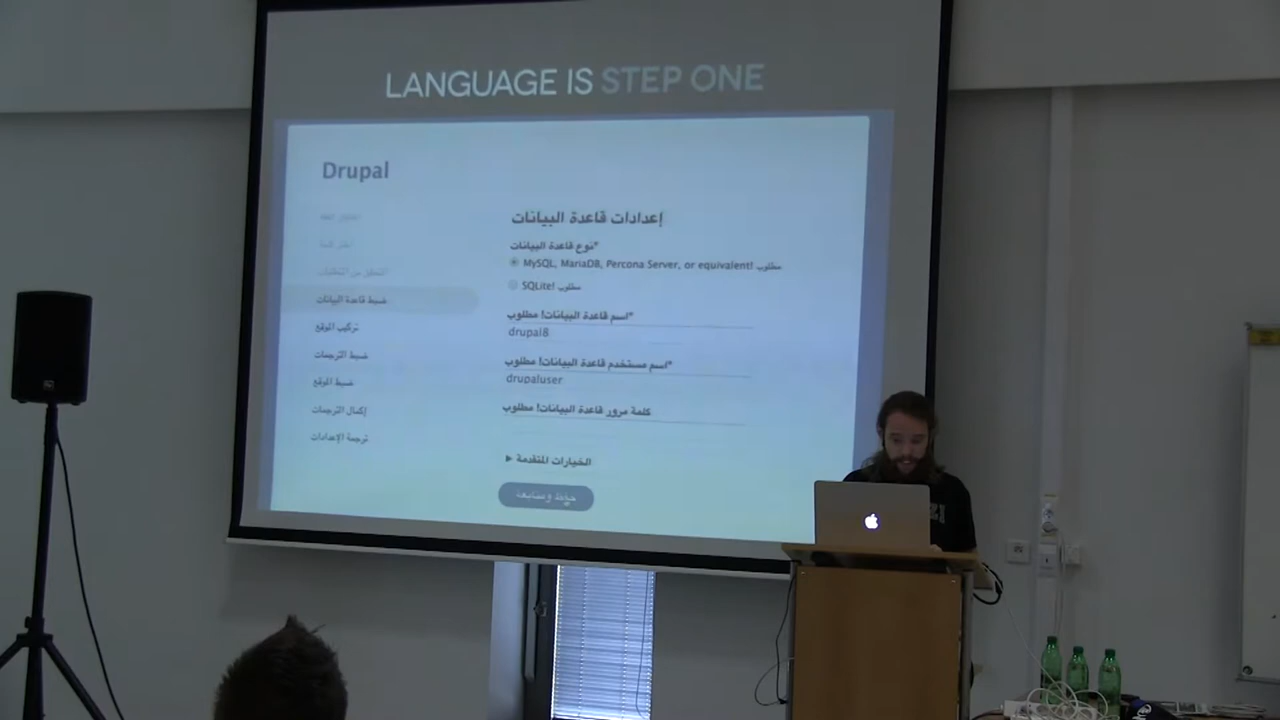 LANGUAGE IS STEP ONE
Drupal
ضبط قاعدة البيانات
تركيب الموقع
ضبط الترجمات
ضبط الموقع
إكمال الترجمات
ترجمة الإعدادات
إعدادات قاعدة البيانات
نوع قاعدة البيانات*
MySQL, MariaDB, Percona Server, or equivalent! مطلوب
SQLite! مطلوب
اسم قاعدة البيانات! مطلوب*
drupal8
اسم مستخدم قاعدة البيانات! مطلوب*
drupaluser
كلمة مرور قاعدة البيانات! مطلوب
الخيارات المتقدمة
حفظ ومتابعة